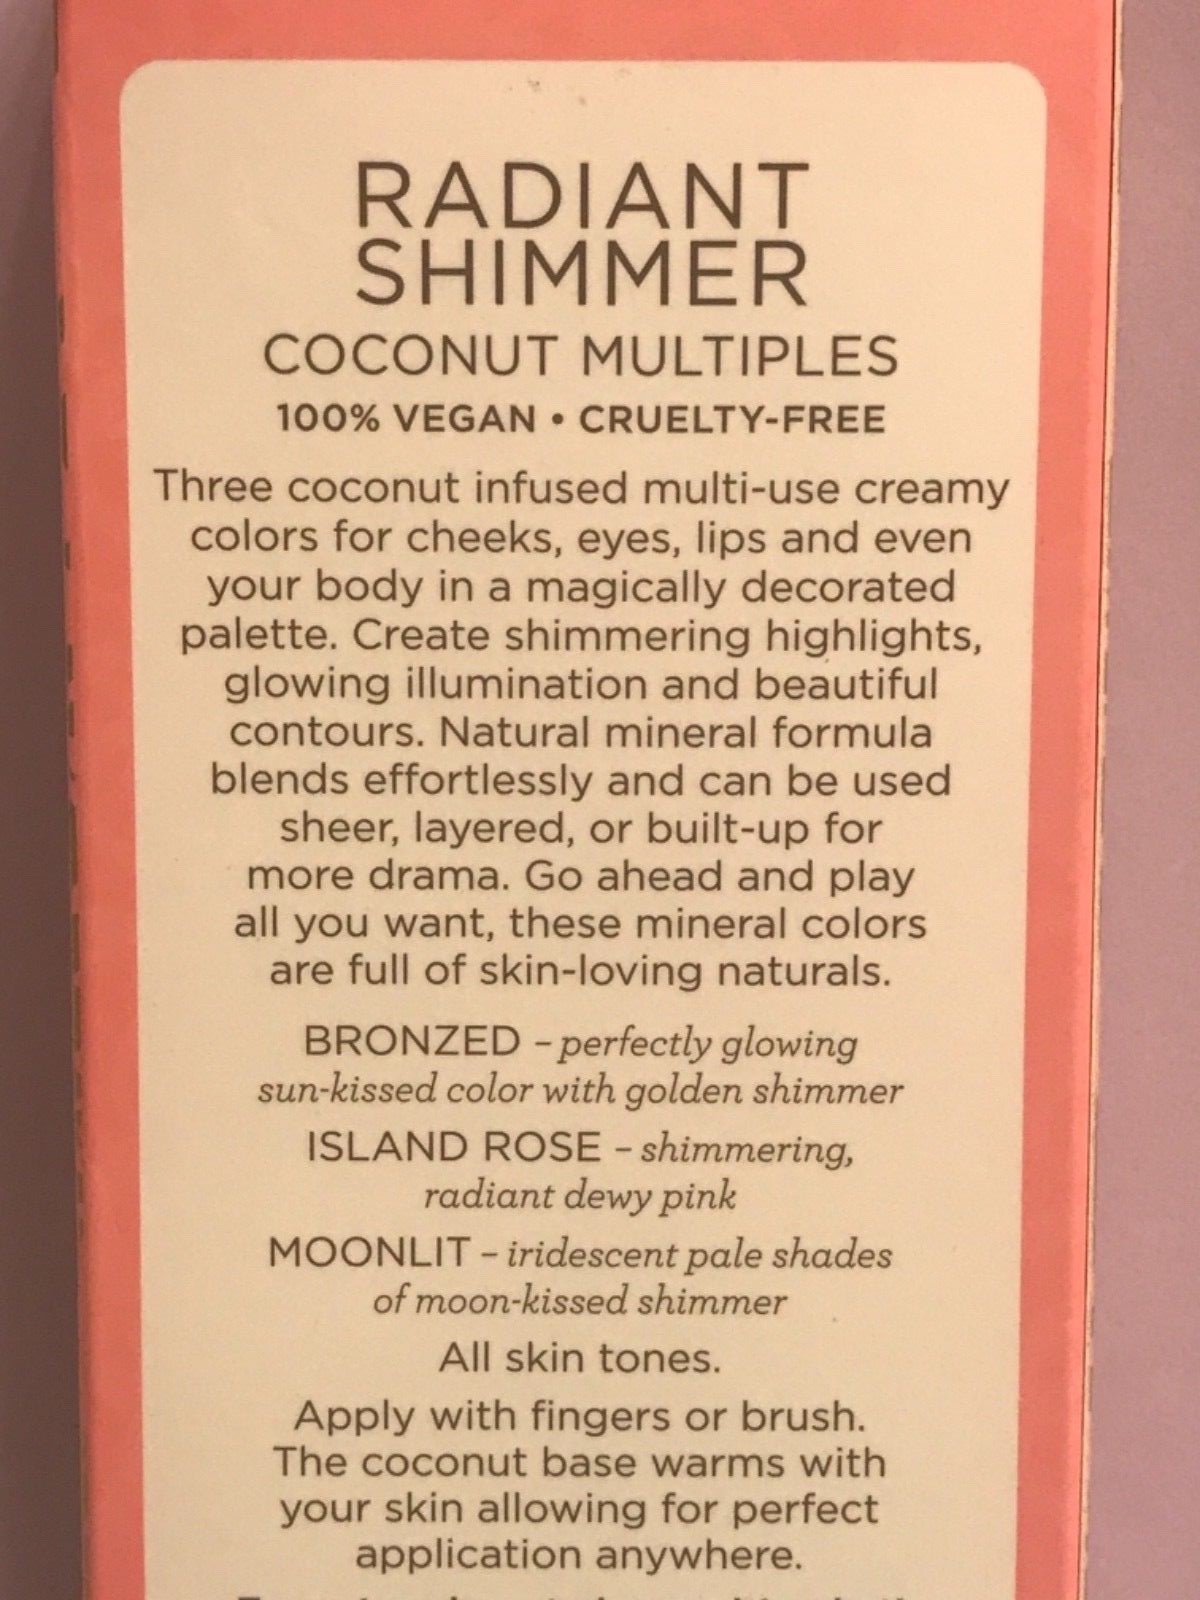 RADIANT
SHIMMER
COCONUT MULTIPLES
100% VEGAN • CRUELTY-FREE
Three coconut infused multi-use creamy
colors for cheeks, eyes, lips and even
your body in a magically decorated
palette. Create shimmering highlights,
glowing illumination and beautiful
contours. Natural mineral formula
blends effortlessly and can be used
sheer, layered, or built-up for
more drama. Go ahead and play
all you want, these mineral colors
are full of skin-loving naturals.
BRONZED – perfectly glowing
sun-kissed color with golden shimmer
ISLAND ROSE – shimmering,
radiant dewy pink
MOONLIT – iridescent pale shades
of moon-kissed shimmer
All skin tones.
Apply with fingers or brush.
The coconut base warms with
your skin allowing for perfect
application anywhere.